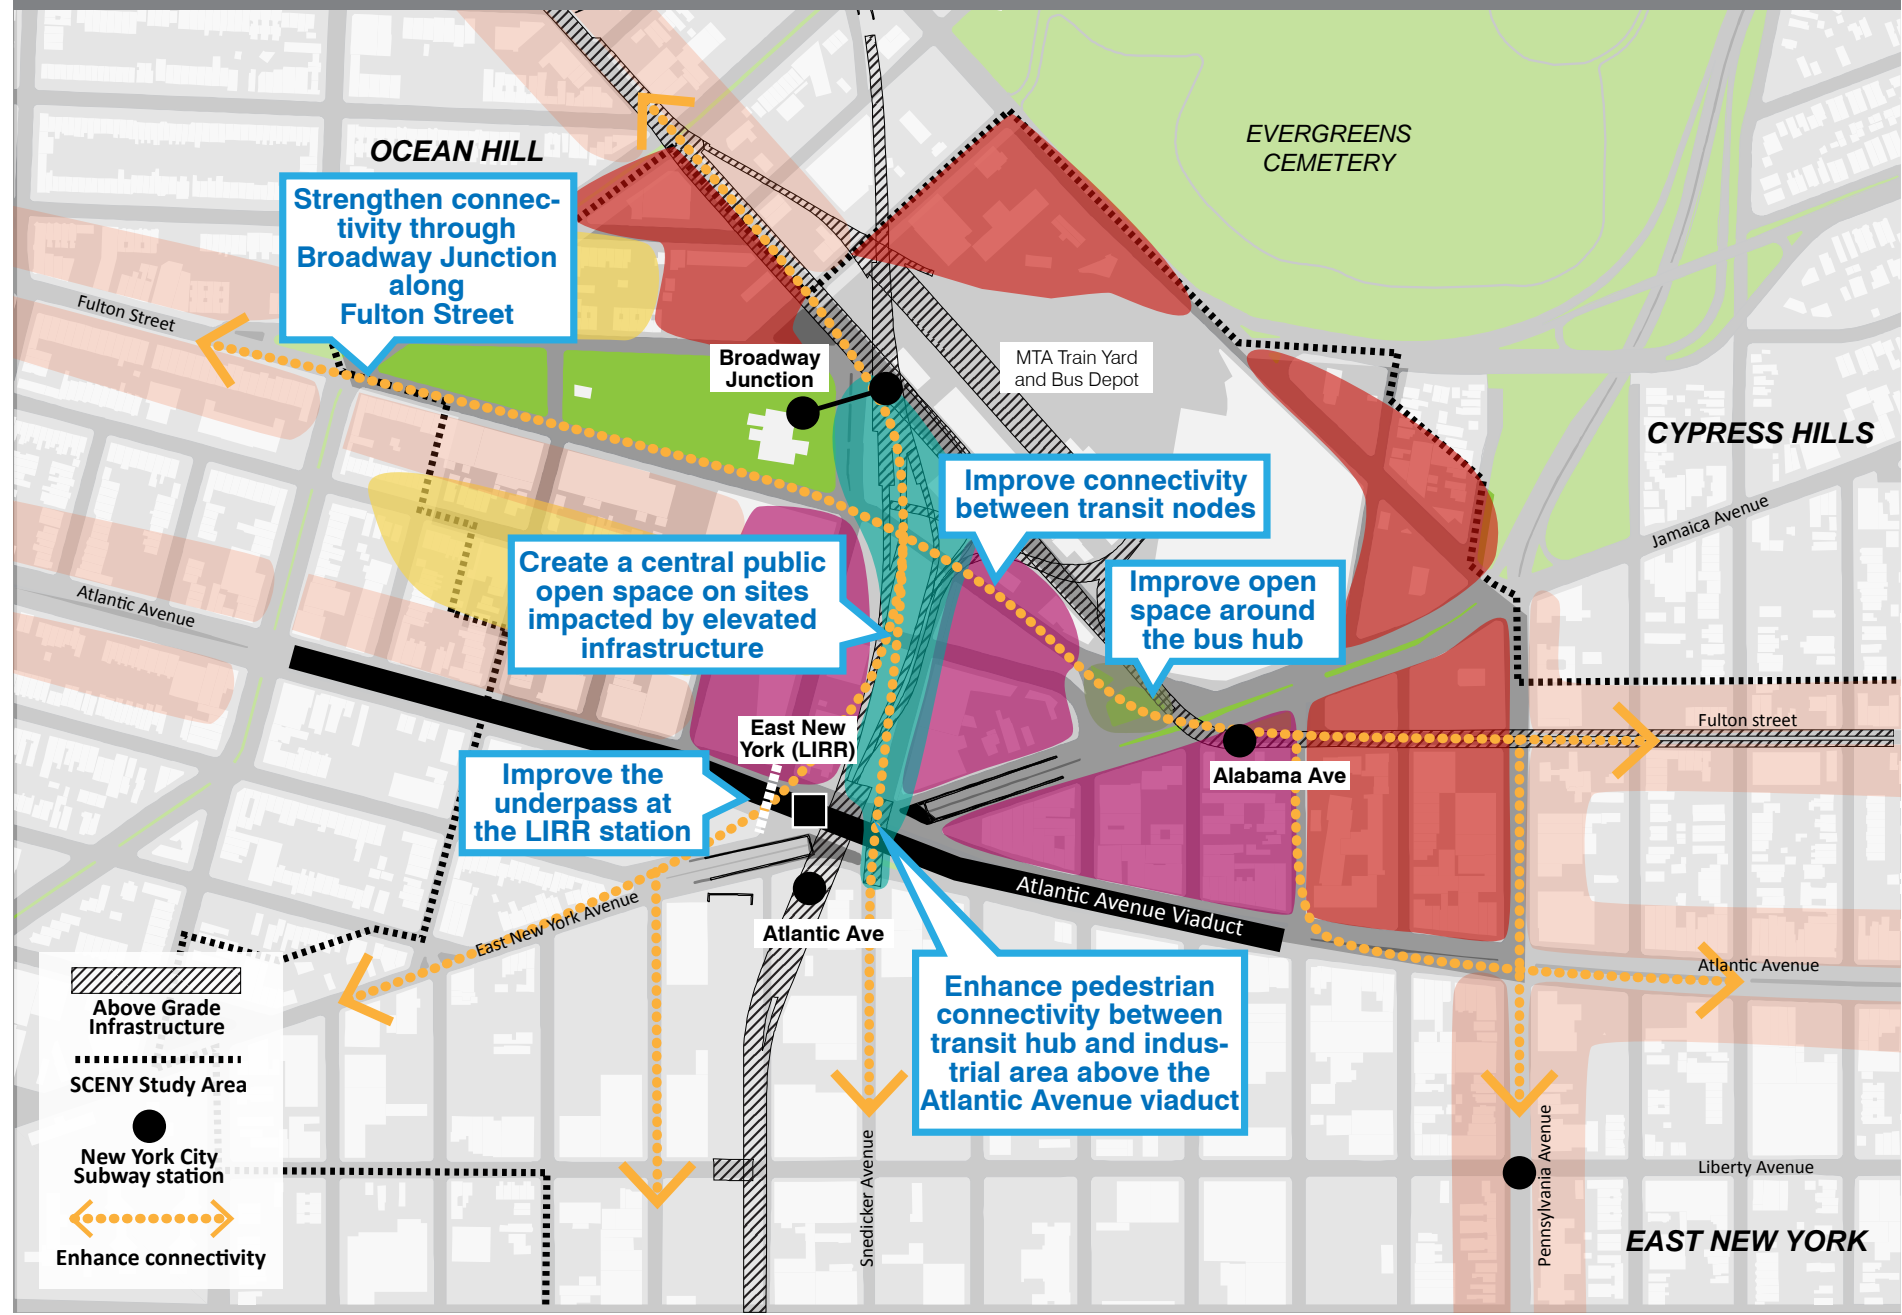 EVERGREENS
CEMETERY
OCEAN HILL
Strengthen connec-
tivity through
Broadway Junction
along
Fulton Street
Fulton Street
Broadway
Junction
MTA Train Yard
and Bus Depot
CYPRESS HILLS
Jamaica Avenue
Improve connectivity
between transit nodes
Create a central public
open space on sites
impacted by elevated
infrastructure
Improve open
space around
the bus hub
Atlantic Avenue
East New
York (LIRR)
Fulton street
Alabama Ave
Improve the
underpass at
the LIRR station
Atlantic Avenue Viaduct
East New York Avenue
Atlantic Ave
Atlantic Avenue
Enhance pedestrian
connectivity between
transit hub and indus-
trial area above the
Atlantic Avenue viaduct
Above Grade
Infrastructure
SCENY Study Area
New York City
Subway station
Enhance connectivity
Snedicker Avenue
Pennsylvania Avenue
Liberty Avenue
EAST NEW YORK